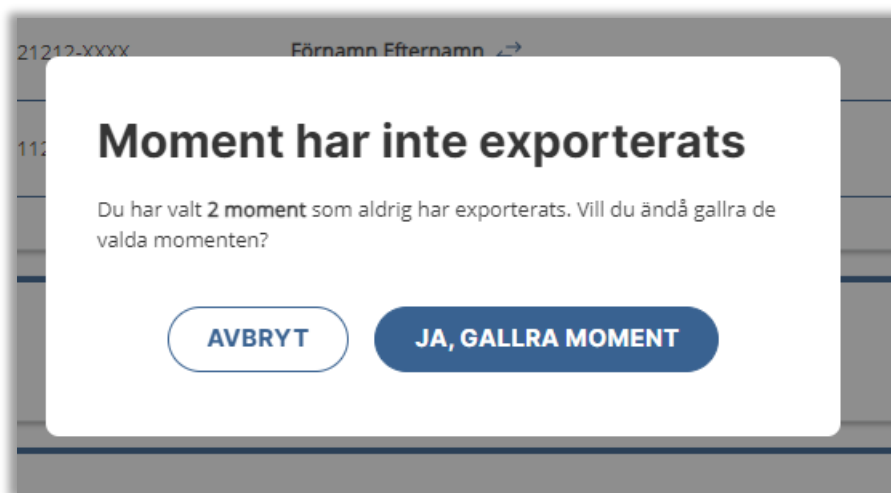 21212-XXXX Förnamn Efternamn
Moment har inte exporterats
112
Du har valt 2 moment som aldrig har exporterats. Vill du ändå gallra de
valda momenten?
AVBRYT JA, GALLRA MOMENT